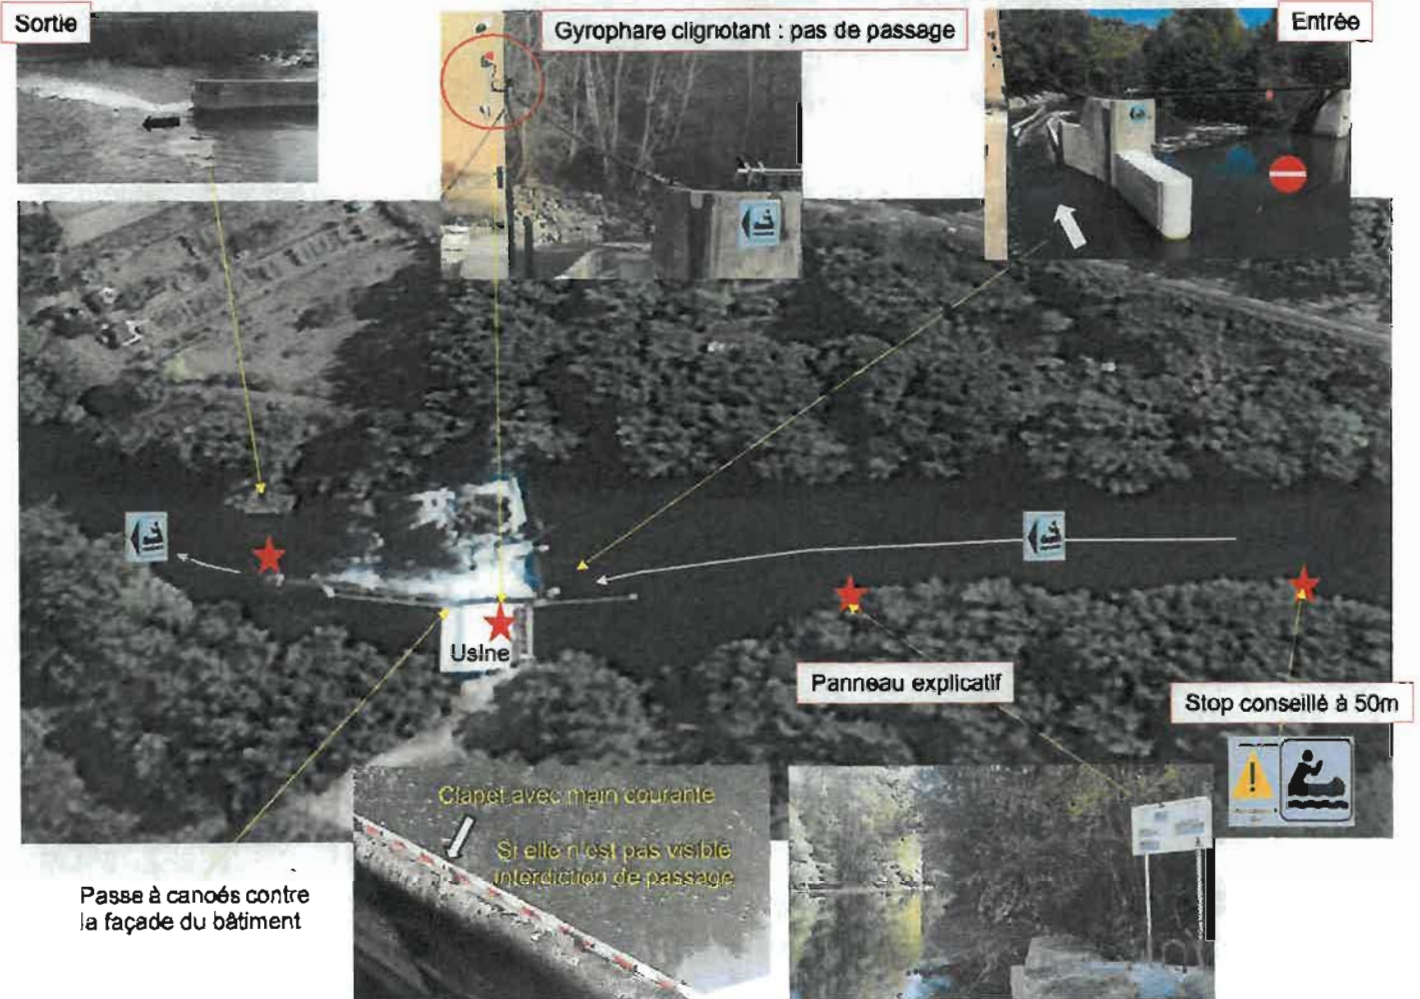 Sortie
Gyrophare clignotant : pas de passage
Entrée
Usine
Panneau explicatif
Stop conseillé à 50m
Clapet avec main courante
Si elle n'est pas visible
interdiction de passage
Passe à canoés contre
la façade du bâtiment